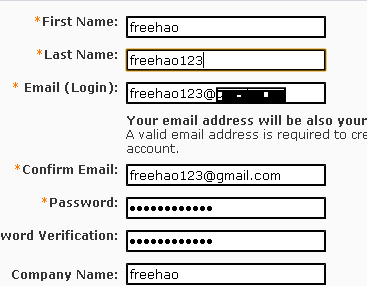 *First Name: freehao
*Last Name: freehao123
* Email (Login): freehao123@
Your email address will be also your
A valid email address is required to cre
account.
*Confirm Email: freehao123@gmail.com
*Password: ••••••••••••
word Verification: ••••••••••••
Company Name: freehao